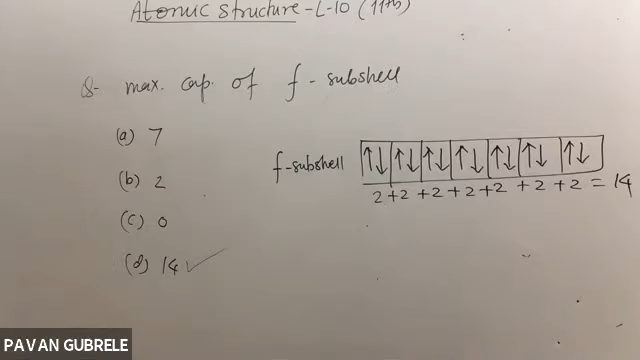 Atomic structure - L-10 (11th)
Q- max. cap. of f - subshell
(a) 7
(b) 2
(c) 0
(d) 14 ✓
f-subshell ↑↓ ↑↓ ↑↓ ↑↓ ↑↓ ↑↓ ↑↓
2+2+2+2+2+2+2 = 14
PAVAN GUBRELE